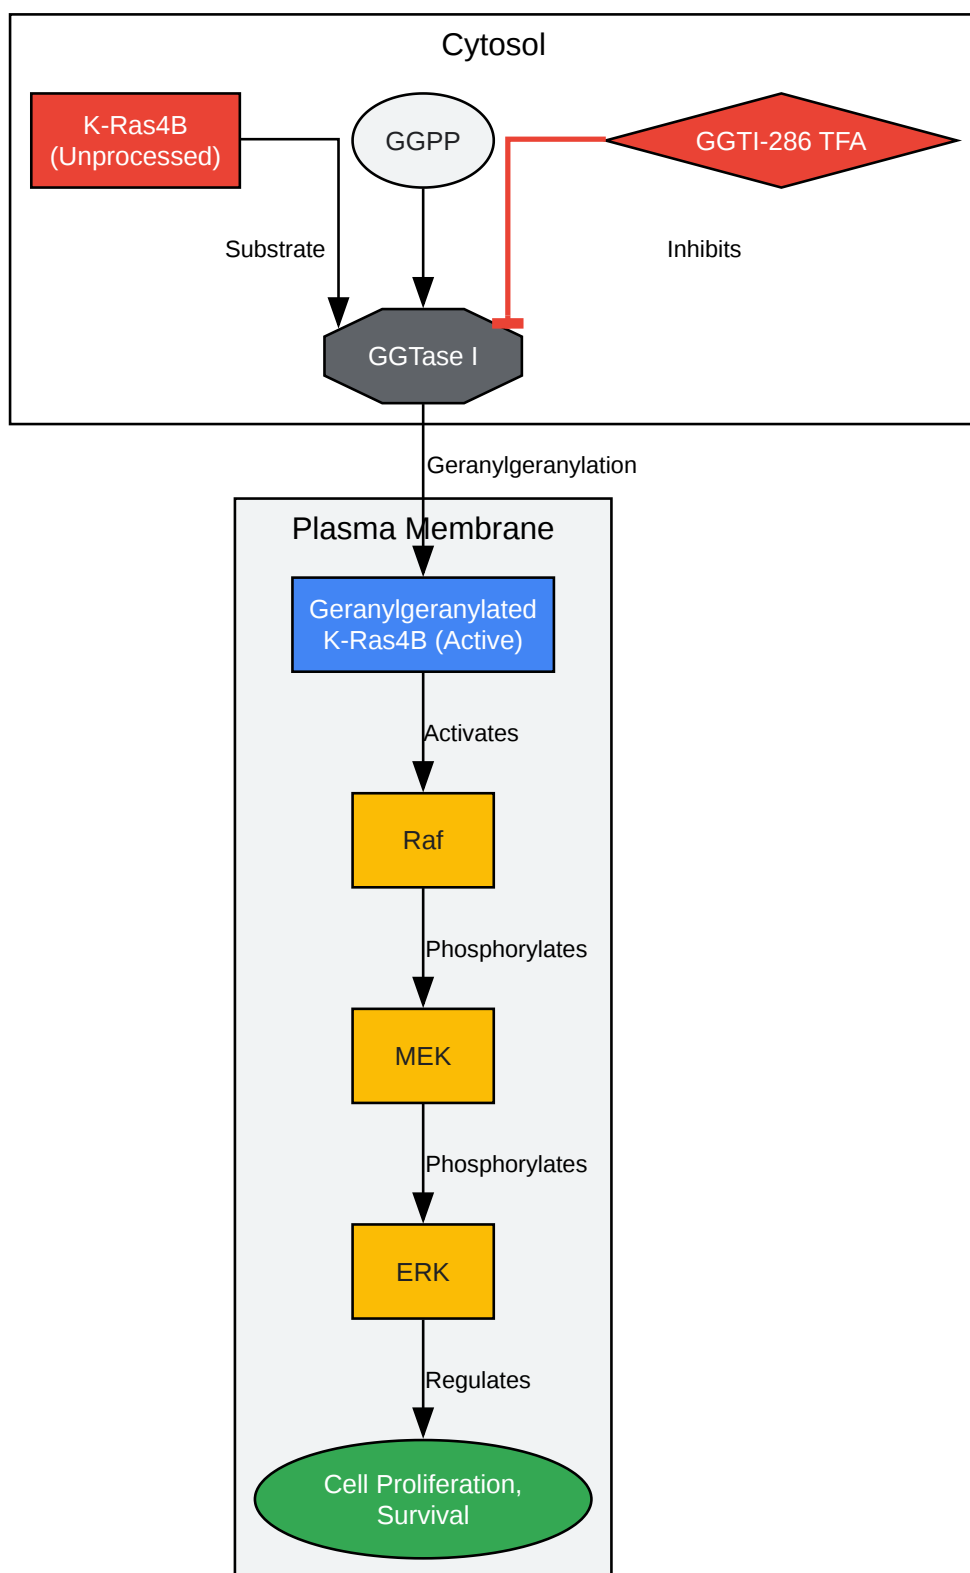 Cytosol
K-Ras4B
(Unprocessed)
GGPP
GGTI-286 TFA
Substrate
Inhibits
GGTase I
Geranylgeranylation
Plasma Membrane
Geranylgeranylated
K-Ras4B (Active)
Activates
Raf
Phosphorylates
MEK
Phosphorylates
ERK
Regulates
Cell Proliferation,
Survival